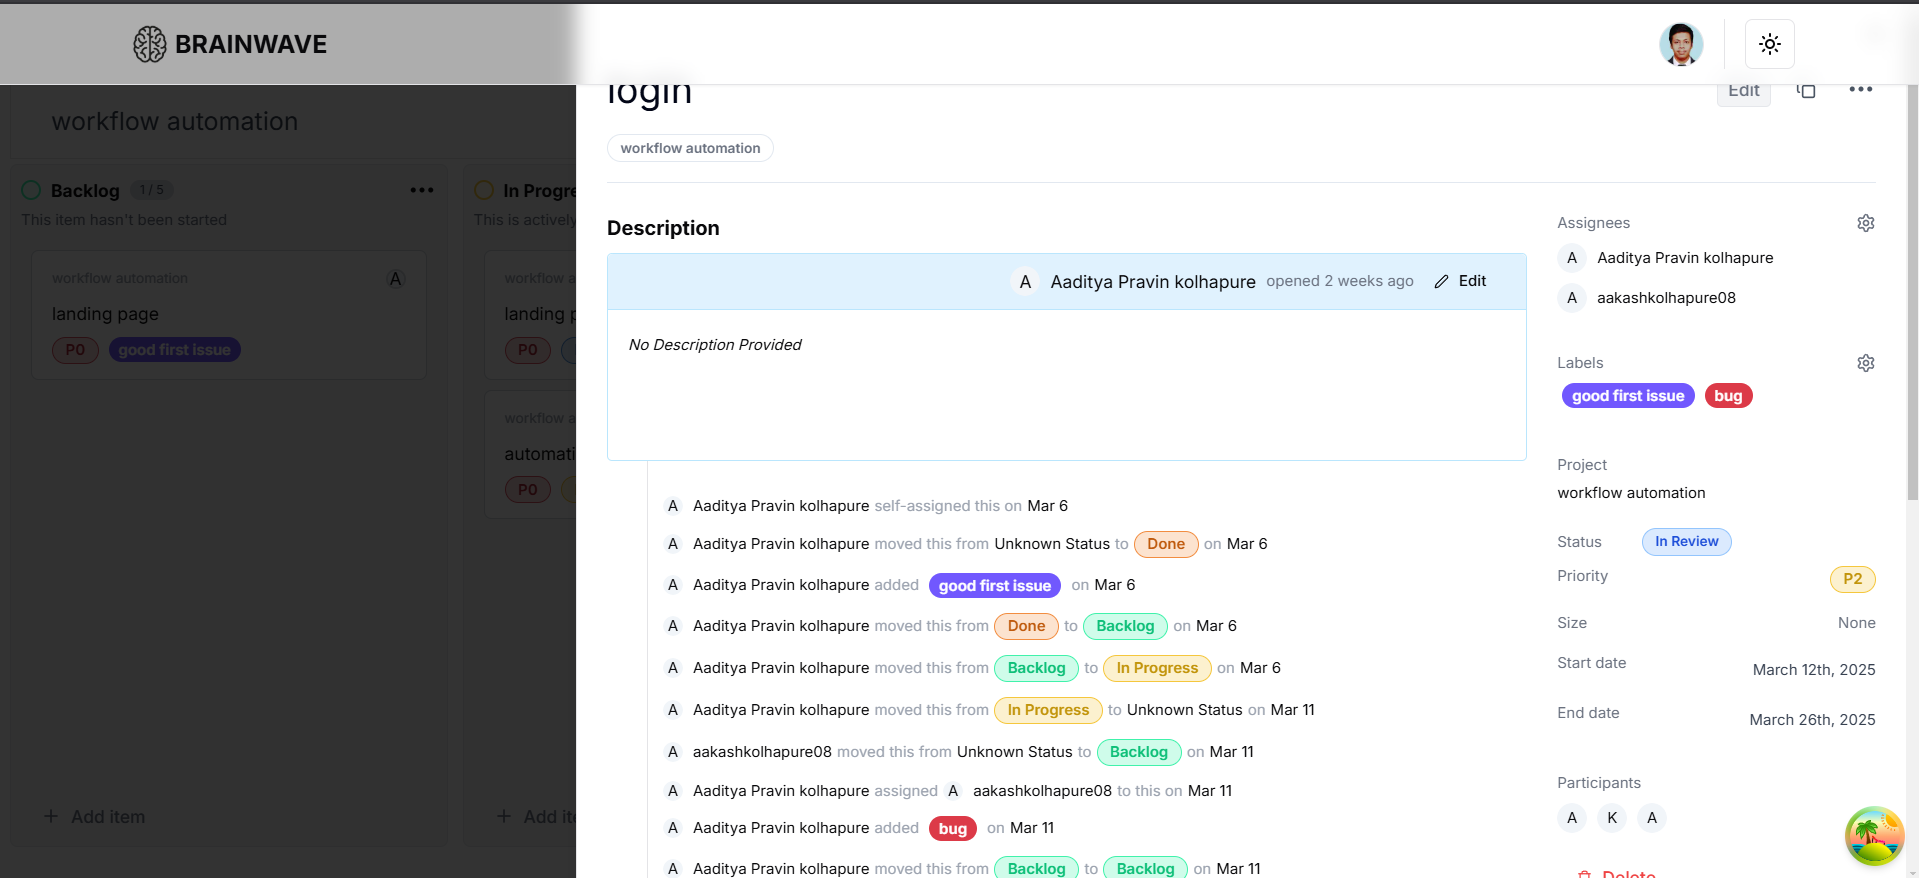 BRAINWAVE
login
Edit
workflow automation
workflow automation
Backlog 1 / 5
This item hasn't been started
workflow automation A
landing page
P0 good first issue
+ Add item
In Progre
This is actively
workflow a
landing p
P0
workflow a
automati
P0
+ Add ite
Description
A Aaditya Pravin kolhapure opened 2 weeks ago Edit
No Description Provided
A Aaditya Pravin kolhapure self-assigned this on Mar 6
A Aaditya Pravin kolhapure moved this from Unknown Status to Done on Mar 6
A Aaditya Pravin kolhapure added good first issue on Mar 6
A Aaditya Pravin kolhapure moved this from Done to Backlog on Mar 6
A Aaditya Pravin kolhapure moved this from Backlog to In Progress on Mar 6
A Aaditya Pravin kolhapure moved this from In Progress to Unknown Status on Mar 11
A aakashkolhapure08 moved this from Unknown Status to Backlog on Mar 11
A Aaditya Pravin kolhapure assigned A aakashkolhapure08 to this on Mar 11
A Aaditya Pravin kolhapure added bug on Mar 11
A Aaditya Pravin kolhapure moved this from Backlog to Backlog on Mar 11
Assignees
A Aaditya Pravin kolhapure
A aakashkolhapure08
Labels
good first issue bug
Project
workflow automation
Status In Review
Priority P2
Size None
Start date March 12th, 2025
End date March 26th, 2025
Participants
A K A
Delete